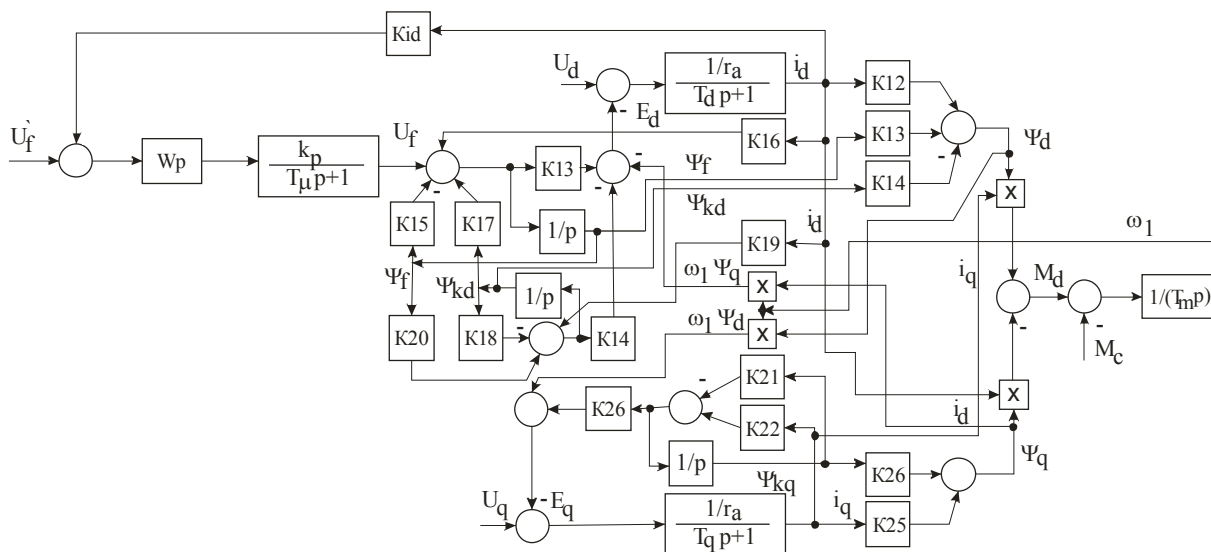 Kid
U_d
1/r_a
T_d p+1
i_d
K12
E_d
U`_f
Wp
k_p
T_μ p+1
U_f
K13
K16
Ψ_f
K13
Ψ_d
K14
Ψ_kd
X
K15
K17
1/p
K19
i_d
ω_1
Ψ_f
Ψ_kd
1/p
ω_1 Ψ_q
X
i_q
M_d
1/(T_m p)
K20
K18
K14
ω_1 Ψ_d
X
M_c
K21
X
K26
K22
i_d
Ψ_q
1/p
Ψ_kq
K26
U_q
E_q
1/r_a
T_q p+1
i_q
K25